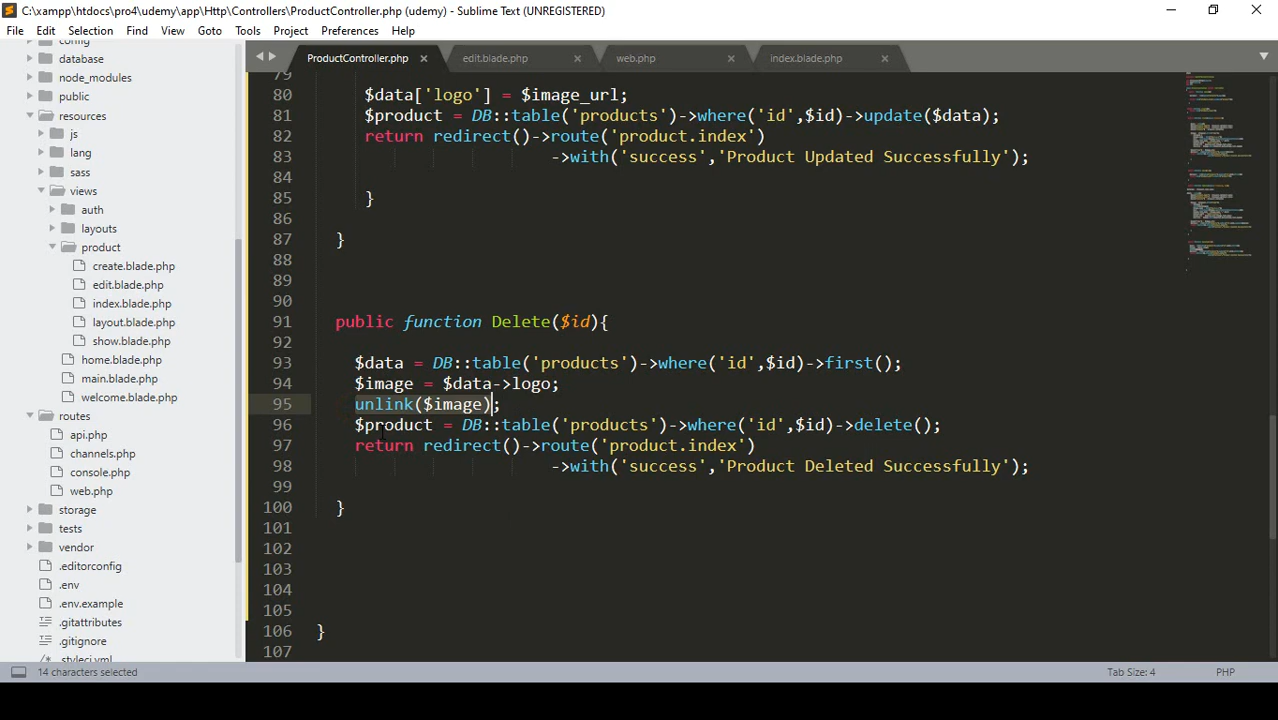 C:\xampp\htdocs\pro4\udemy\app\Http\Controllers\ProductController.php (udemy) - Sublime Text (UNREGISTERED)
File Edit Selection Find View Goto Tools Project Preferences Help
config
database
node_modules
public
resources
js
lang
sass
views
auth
layouts
product
create.blade.php
edit.blade.php
index.blade.php
layout.blade.php
show.blade.php
home.blade.php
main.blade.php
welcome.blade.php
routes
api.php
channels.php
console.php
web.php
storage
tests
vendor
.editorconfig
.env
.env.example
.gitattributes
.gitignore
.styleci.yml
ProductController.php edit.blade.php web.php index.blade.php
79
80 $data['logo'] = $image_url;
81 $product = DB::table('products')->where('id',$id)->update($data);
82 return redirect()->route('product.index')
83 ->with('success','Product Updated Successfully');
84
85 }
86
87 }
88
89
90
91 public function Delete($id){
92
93 $data = DB::table('products')->where('id',$id)->first();
94 $image = $data->logo;
95 unlink($image);
96 $product = DB::table('products')->where('id',$id)->delete();
97 return redirect()->route('product.index')
98 ->with('success','Product Deleted Successfully');
99
100 }
101
102
103
104
105
106 }
107
14 characters selected Tab Size: 4 PHP